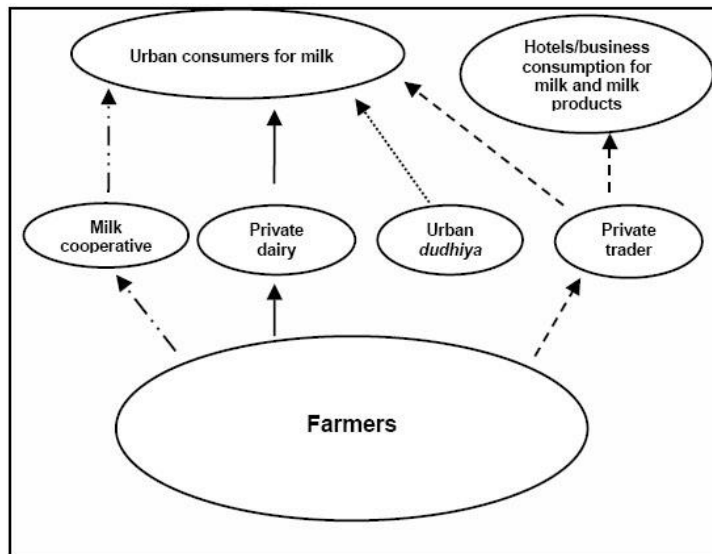 Urban consumers for milk
Hotels/business
consumption for
milk and milk
products
Milk
cooperative
Private
dairy
Urban
dudhiya
Private
trader
Farmers